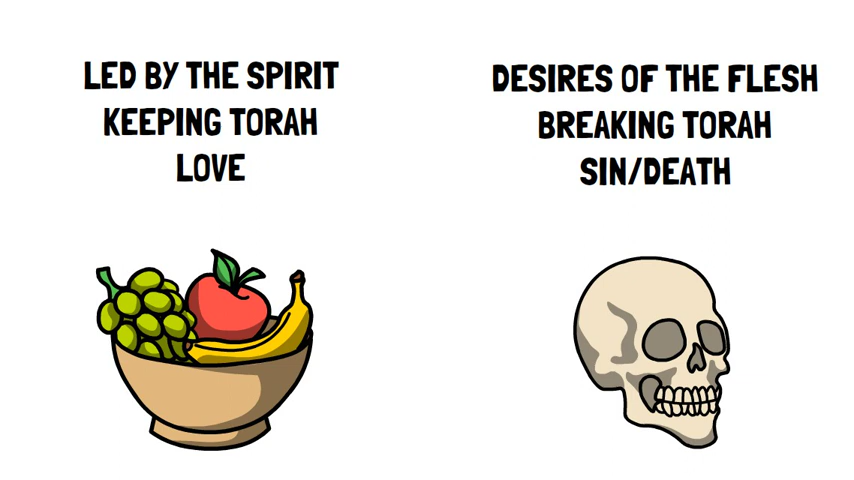 LED BY THE SPIRIT
KEEPING TORAH
LOVE
DESIRES OF THE FLESH
BREAKING TORAH
SIN/DEATH